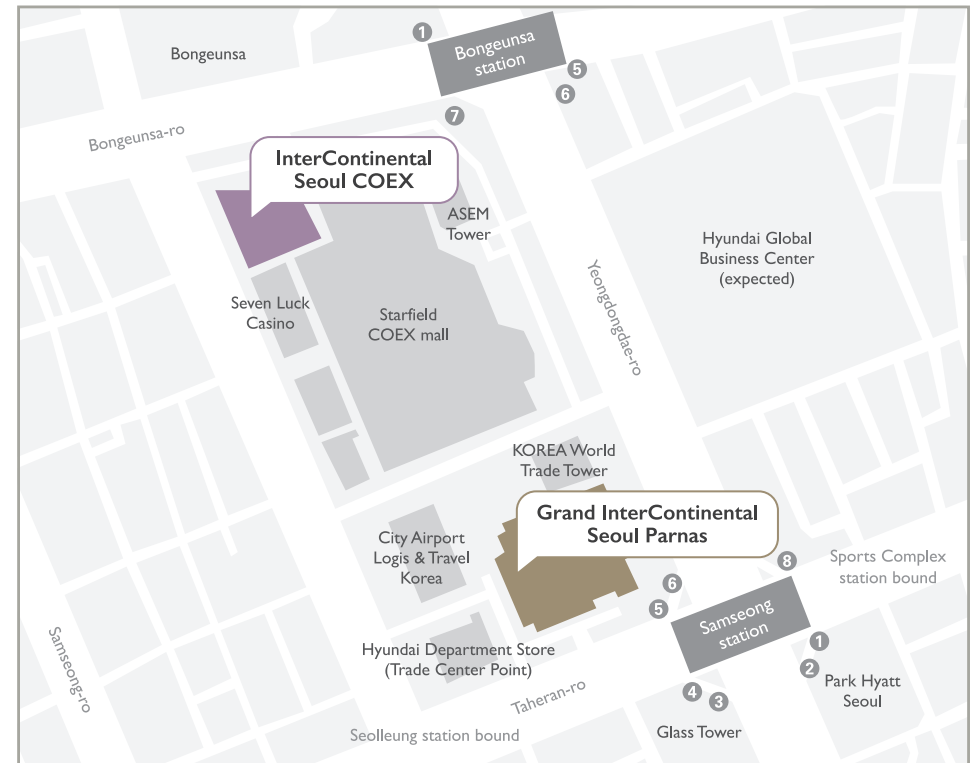 1
Bongeunsa
Bongeunsa
station
5
6
7
Bongeunsa-ro
InterContinental
Seoul COEX
ASEM
Tower
Hyundai Global
Business Center
(expected)
Yeongdongdae-ro
Seven Luck
Casino
Starfield
COEX mall
KOREA World
Trade Tower
Grand InterContinental
Seoul Parnas
City Airport
Logis & Travel
Korea
8
Sports Complex
station bound
6
5
Samseong
station
1
2
Park Hyatt
Seoul
Hyundai Department Store
(Trade Center Point)
Samseong-ro
Taheran-ro
4
3
Glass Tower
Seolleung station bound